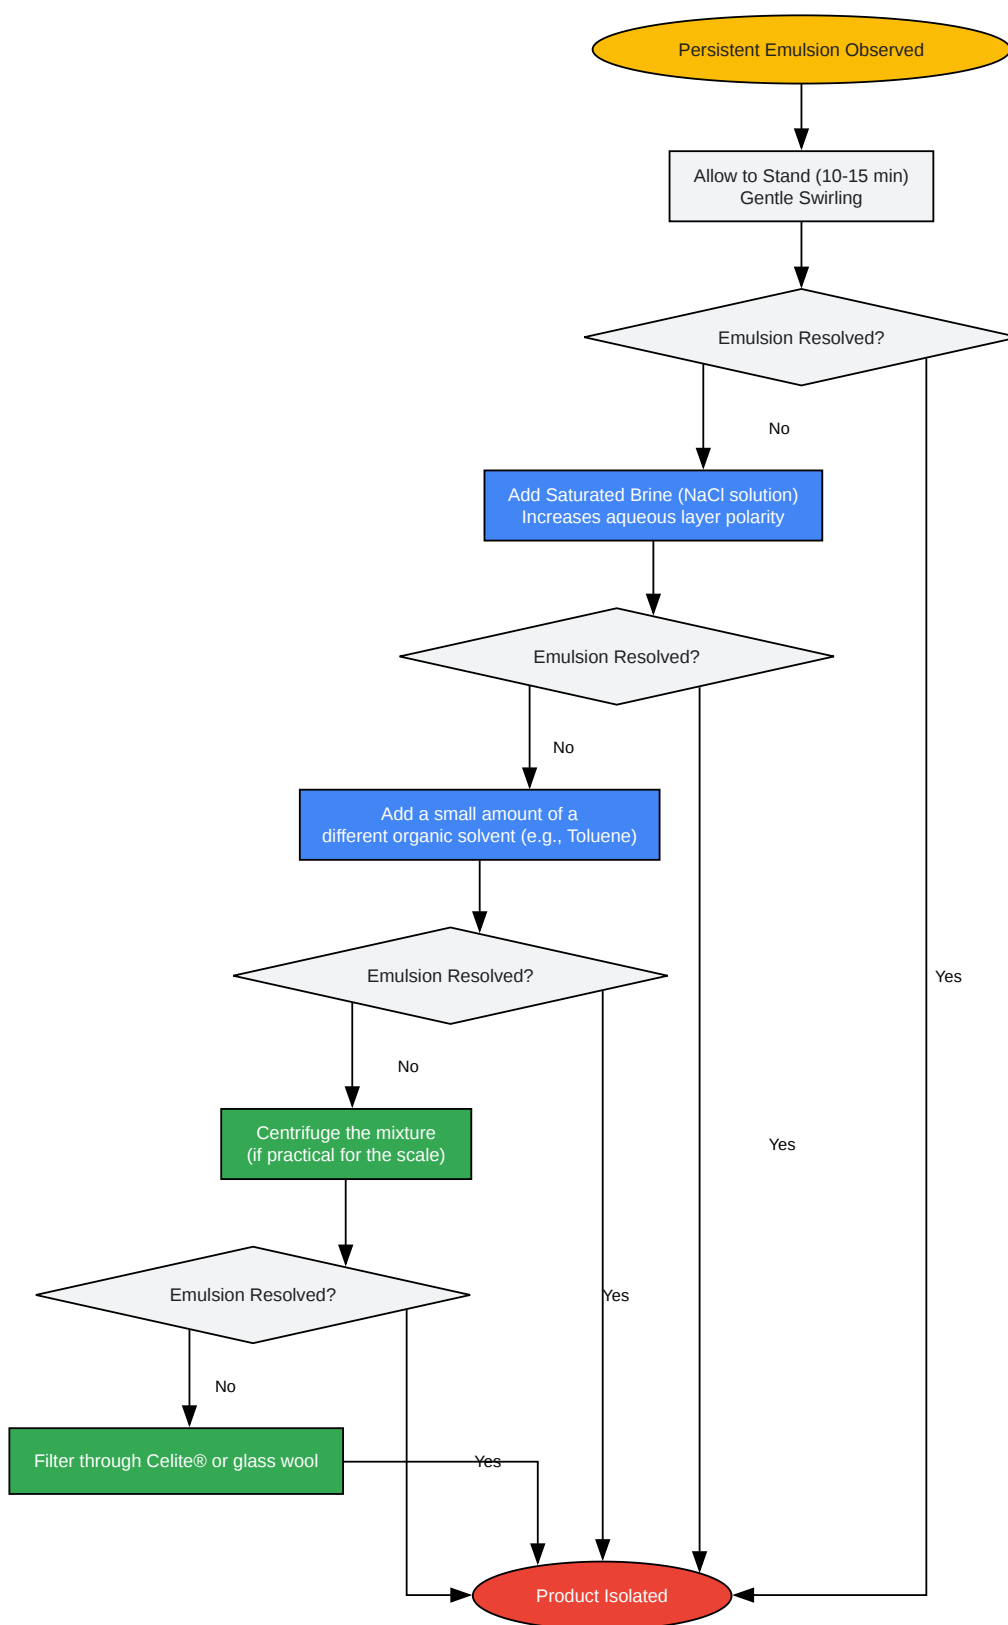 Persistent Emulsion Observed
Allow to Stand (10-15 min)
Gentle Swirling
Emulsion Resolved?
No
Add Saturated Brine (NaCl solution)
Increases aqueous layer polarity
Emulsion Resolved?
No
Add a small amount of a
different organic solvent (e.g., Toluene)
Emulsion Resolved?
Yes
No
Centrifuge the mixture
(if practical for the scale)
Yes
Emulsion Resolved?
Yes
No
Filter through Celite® or glass wool
Yes
Product Isolated